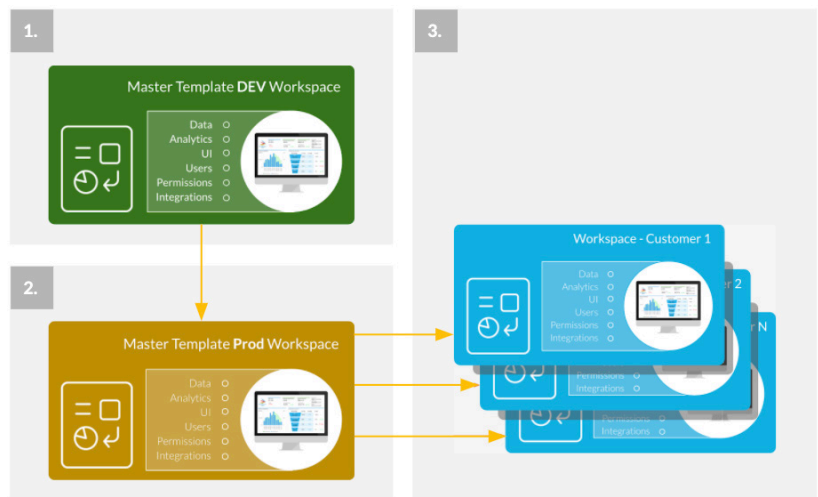 1.
Master Template DEV Workspace
Data
Analytics
UI
Users
Permissions
Integrations
2.
Master Template Prod Workspace
Data
Analytics
UI
Users
Permissions
Integrations
3.
Workspace - Customer 1
Data
Analytics
UI
Users
Permissions
Integrations
r 2
Permissions
Integrations
r N
Permissions
Integrations